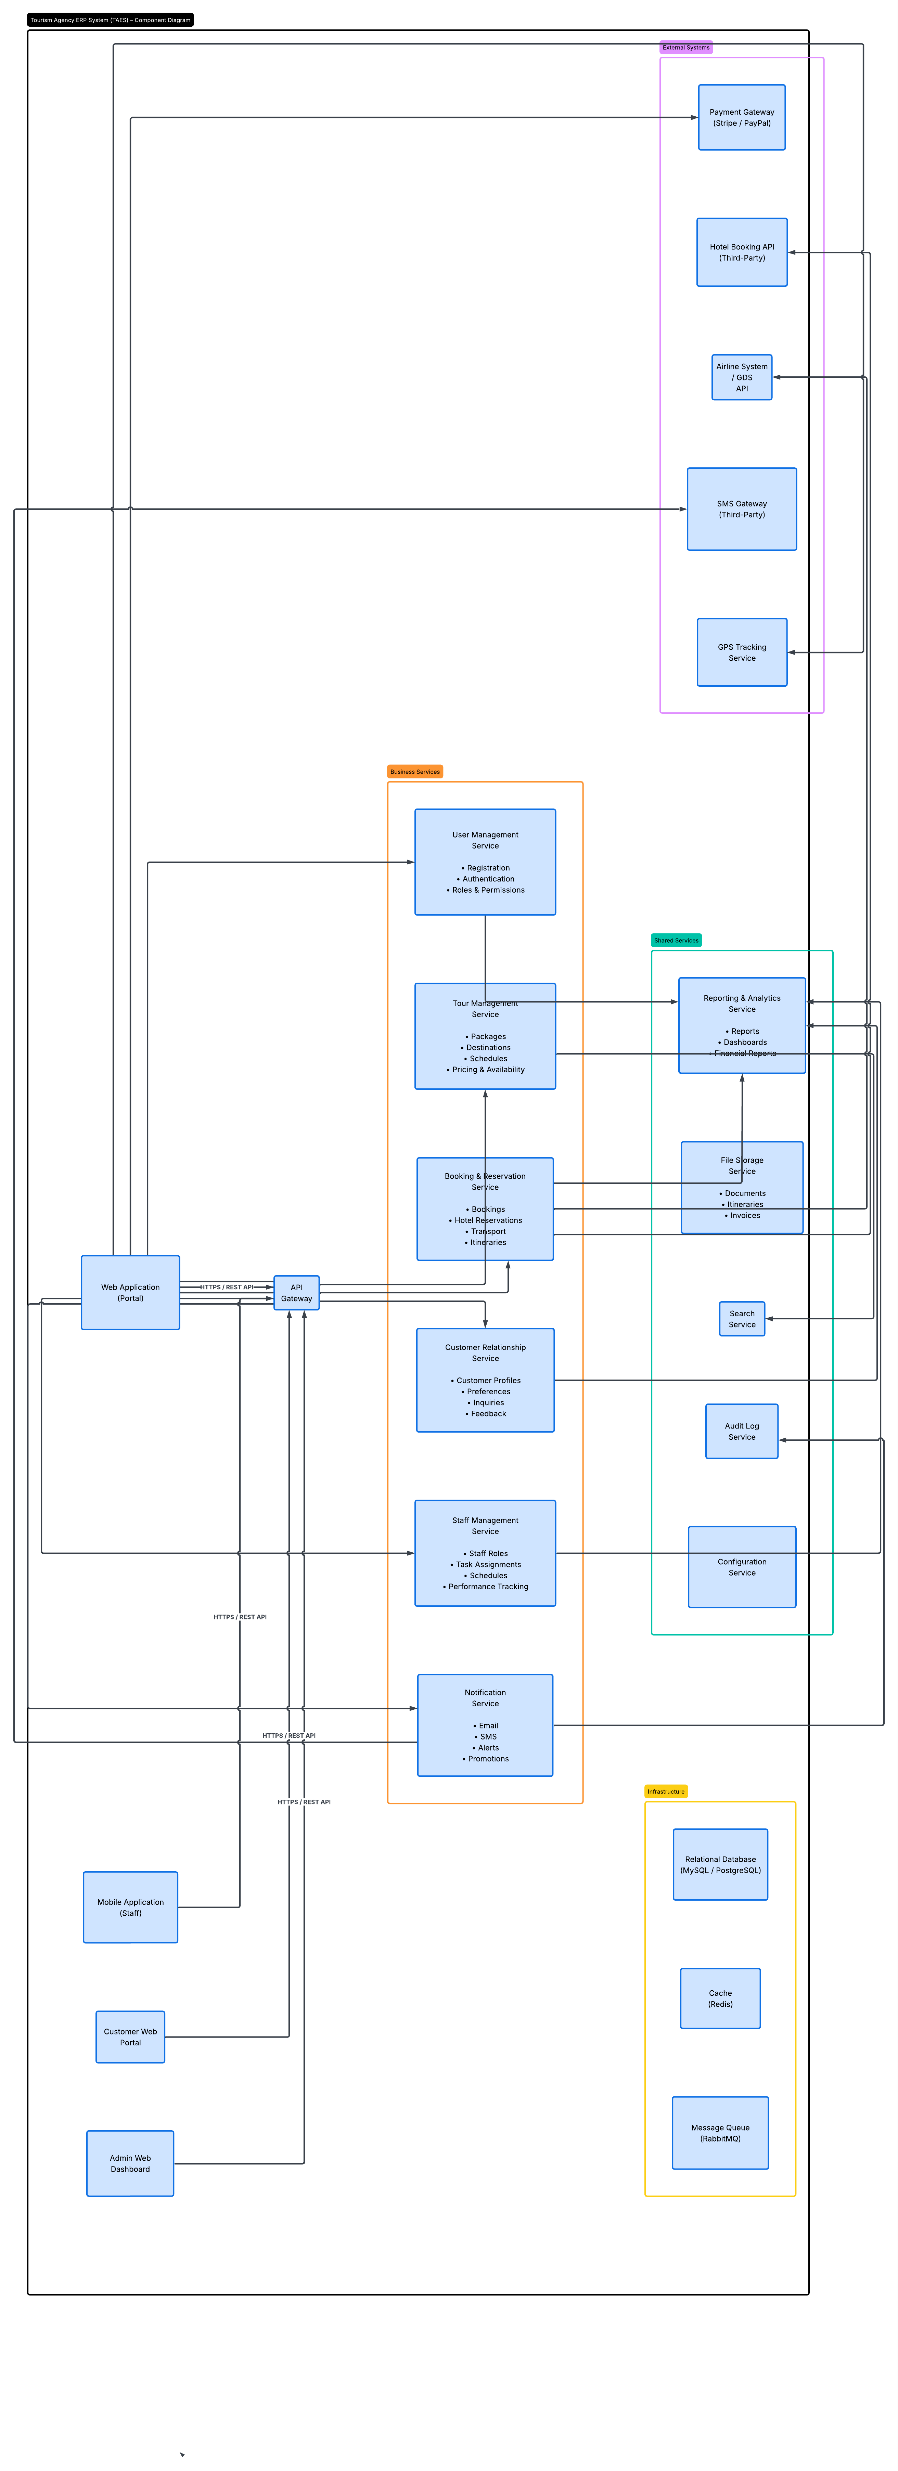 Tourism Agency ERP System (TAES) – Component Diagram
External Systems
Payment Gateway
(Stripe / PayPal)
Hotel Booking API
(Third-Party)
Airline System
/ GDS
API
SMS Gateway
(Third-Party)
GPS Tracking
Service
Business Services
User Management
Service
• Registration
• Authentication
• Roles & Permissions
Shared Services
Tour Management
Service
• Packages
• Destinations
• Schedules
• Pricing & Availability
Reporting & Analytics
Service
• Reports
• Dashboards
• Financial Reports
Booking & Reservation
Service
• Bookings
• Hotel Reservations
• Transport
• Itineraries
File Storage
Service
• Documents
• Itineraries
• Invoices
Web Application
(Portal)
HTTPS / REST API
API
Gateway
Search
Service
Customer Relationship
Service
• Customer Profiles
• Preferences
• Inquiries
• Feedback
Audit Log
Service
Staff Management
Service
• Staff Roles
• Task Assignments
• Schedules
• Performance Tracking
Configuration
Service
HTTPS / REST API
Notification
Service
• Email
• SMS
• Alerts
• Promotions
HTTPS / REST API
HTTPS / REST API
Infrastructure
Relational Database
(MySQL / PostgreSQL)
Mobile Application
(Staff)
Cache
(Redis)
Customer Web
Portal
Message Queue
(RabbitMQ)
Admin Web
Dashboard